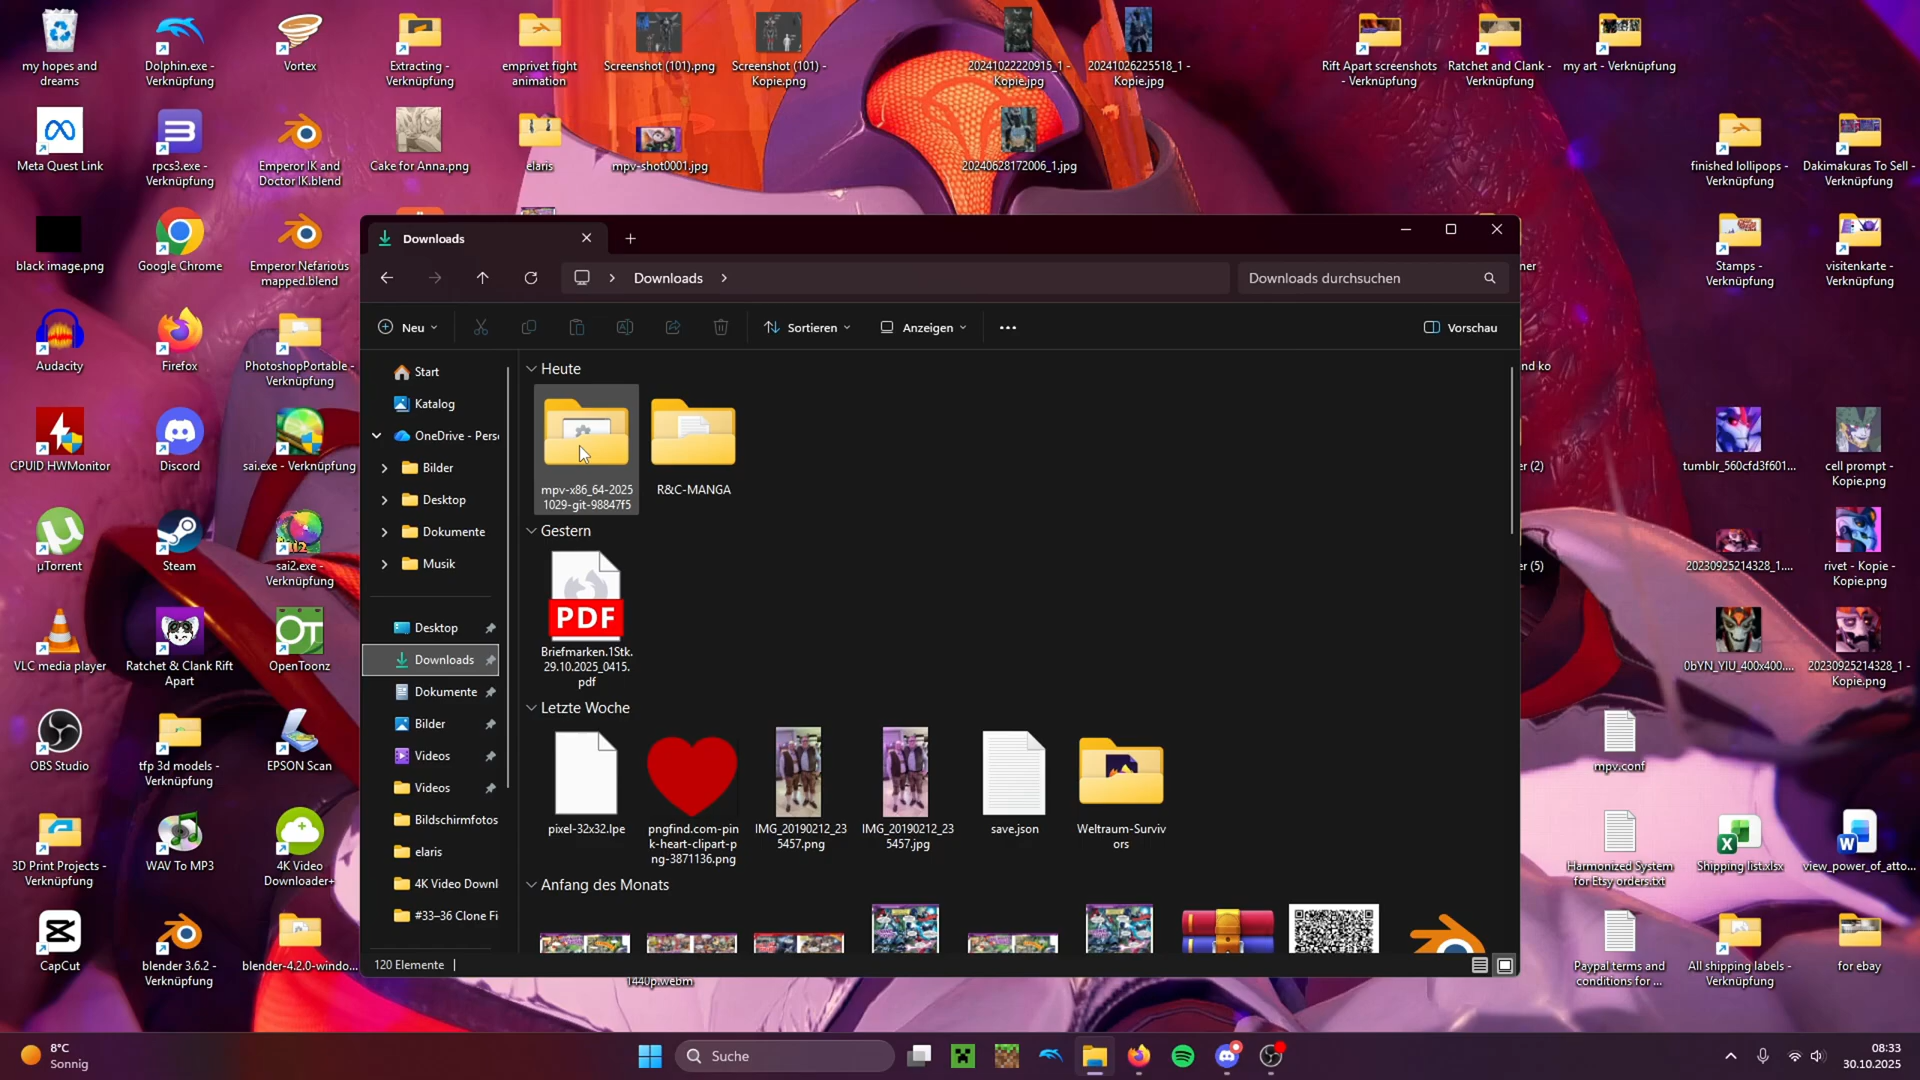 my hopes and
dreams
Dolphin.exe -
Verknüpfung
Vortex
Extracting -
Verknüpfung
emprivet fight
animation
Screenshot (101).png
Screenshot (101) -
Kopie.png
20241022220915_1 -
Kopie.jpg
20241026225518_1 -
Kopie.jpg
Rift Apart screenshots
- Verknüpfung
Ratchet and Clank -
Verknüpfung
my art - Verknüpfung
Meta Quest Link
rpcs3.exe -
Verknüpfung
Emperor IK and
Doctor IK.blend
Cake for Anna.png
elaris
mpv-shot0001.jpg
20240628172006_1.jpg
finished lollipops -
Verknüpfung
Dakimakuras To Sell -
Verknüpfung
black image.png
Google Chrome
Emperor Nefarious
mapped.blend
Stamps -
Verknüpfung
visitenkarte -
Verknüpfung
Audacity
Firefox
PhotoshopPortable -
Verknüpfung
CPUID HWMonitor
Discord
sai.exe - Verknüpfung
tumblr_560cfd3f601...
cell prompt -
Kopie.png
µTorrent
Steam
sai2.exe -
Verknüpfung
20230925214328_1....
rivet - Kopie -
Kopie.png
VLC media player
Ratchet & Clank Rift
Apart
OpenToonz
0bYN_YIU_400x400....
20230925214328_1 -
Kopie.png
OBS Studio
tfp 3d models -
Verknüpfung
EPSON Scan
mpv.conf
3D Print Projects -
Verknüpfung
WAV To MP3
4K Video
Downloader+
Harmonized System
for Etsy orders.txt
Shipping list.xlsx
view_power_of_atto...
CapCut
blender 3.6.2 -
Verknüpfung
blender-4.2.0-windo...
1440p.webm
Paypal terms and
conditions for ...
All shipping labels -
Verknüpfung
for ebay
ner
nd ko
er (2)
er (5)
Downloads
Downloads
Downloads durchsuchen
Neu
Sortieren
Anzeigen
Vorschau
Start
Katalog
OneDrive - Pers
Bilder
Desktop
Dokumente
Musik
Desktop
Downloads
Dokumente
Bilder
Videos
Videos
Bildschirmfotos
elaris
4K Video Downl
#33–36 Clone Fi
Heute
mpv-x86_64-2025
1029-git-98847f5
R&C-MANGA
Gestern
PDF
Briefmarken.1Stk.
29.10.2025_0415.
pdf
Letzte Woche
pixel-32x32.lpe
pngfind.com-pin
k-heart-clipart-p
ng-3871136.png
IMG_20190212_23
5457.png
IMG_20190212_23
5457.jpg
save.json
Weltraum-Surviv
ors
Anfang des Monats
120 Elemente
8°C
Sonnig
Suche
08:33
30.10.2025